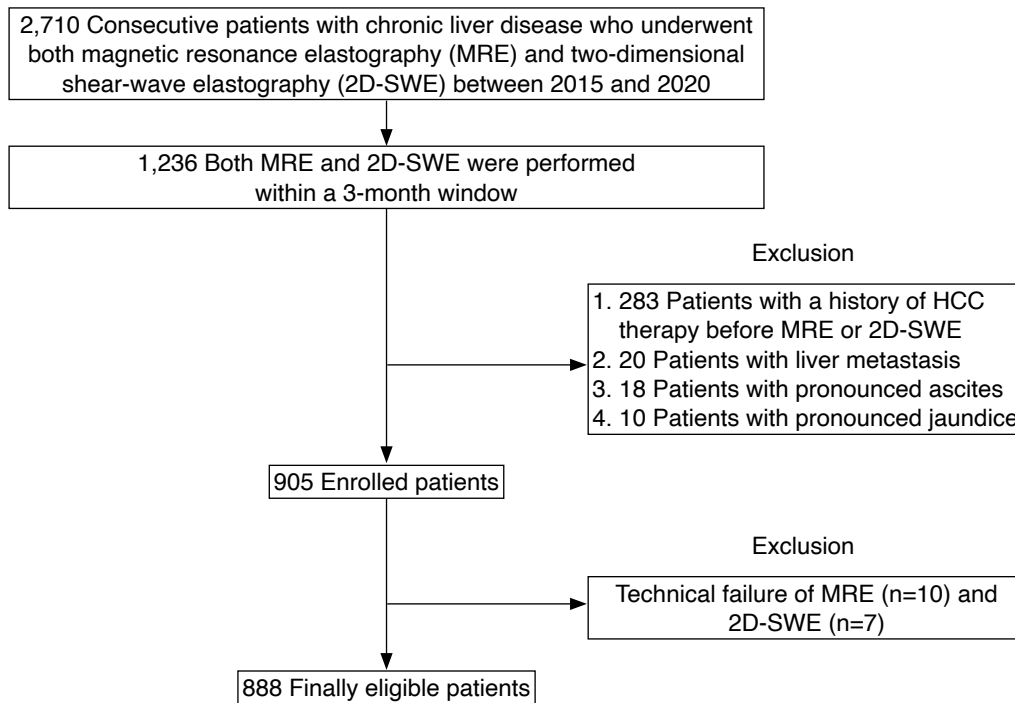 2,710 Consecutive patients with chronic liver disease who underwent
both magnetic resonance elastography (MRE) and two-dimensional
shear-wave elastography (2D-SWE) between 2015 and 2020
1,236 Both MRE and 2D-SWE were performed
within a 3-month window
Exclusion
1. 283 Patients with a history of HCC
therapy before MRE or 2D-SWE
2. 20 Patients with liver metastasis
3. 18 Patients with pronounced ascites
4. 10 Patients with pronounced jaundice
905 Enrolled patients
Exclusion
Technical failure of MRE (n=10) and
2D-SWE (n=7)
888 Finally eligible patients